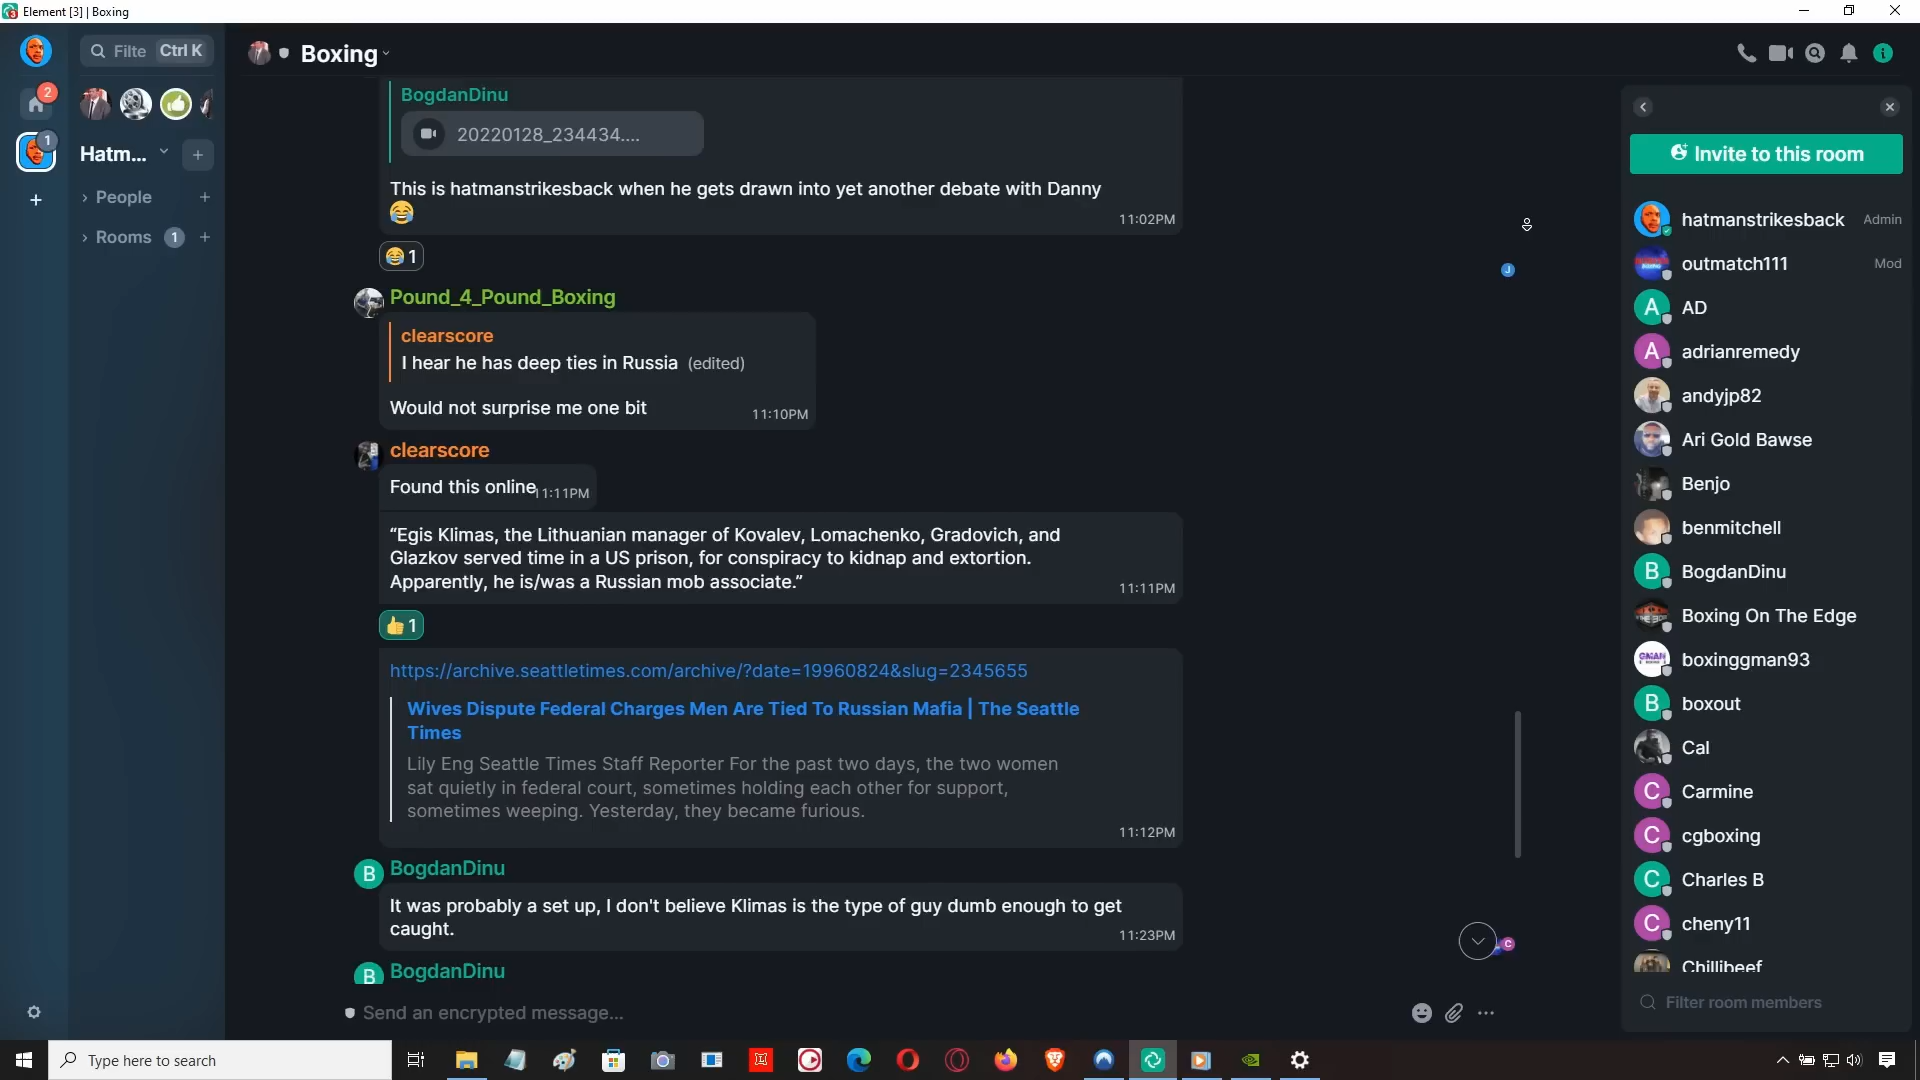 Element [3] | Boxing
Filte Ctrl K
2
1
Hatm...
People
Rooms 1
Boxing
BogdanDinu
20220128_234434....
This is hatmanstrikesback when he gets drawn into yet another debate with Danny
😂
11:02PM
😂 1
J
Pound_4_Pound_Boxing
clearscore
I hear he has deep ties in Russia (edited)
Would not surprise me one bit
11:10PM
clearscore
Found this online
11:11PM
“Egis Klimas, the Lithuanian manager of Kovalev, Lomachenko, Gradovich, and
Glazkov served time in a US prison, for conspiracy to kidnap and extortion.
Apparently, he is/was a Russian mob associate.”
11:11PM
👍 1
https://archive.seattletimes.com/archive/?date=19960824&slug=2345655
Wives Dispute Federal Charges Men Are Tied To Russian Mafia | The Seattle
Times
Lily Eng Seattle Times Staff Reporter For the past two days, the two women
sat quietly in federal court, sometimes holding each other for support,
sometimes weeping. Yesterday, they became furious.
11:12PM
B
BogdanDinu
It was probably a set up, I don't believe Klimas is the type of guy dumb enough to get
caught.
11:23PM
C
B
BogdanDinu
Send an encrypted message...
Invite to this room
hatmanstrikesback Admin
outmatch111 Mod
A AD
A adrianremedy
andyjp82
Ari Gold Bawse
Benjo
benmitchell
B BogdanDinu
Boxing On The Edge
boxinggman93
B boxout
Cal
C Carmine
C cgboxing
C Charles B
C cheny11
Chillibeef
Filter room members
Type here to search